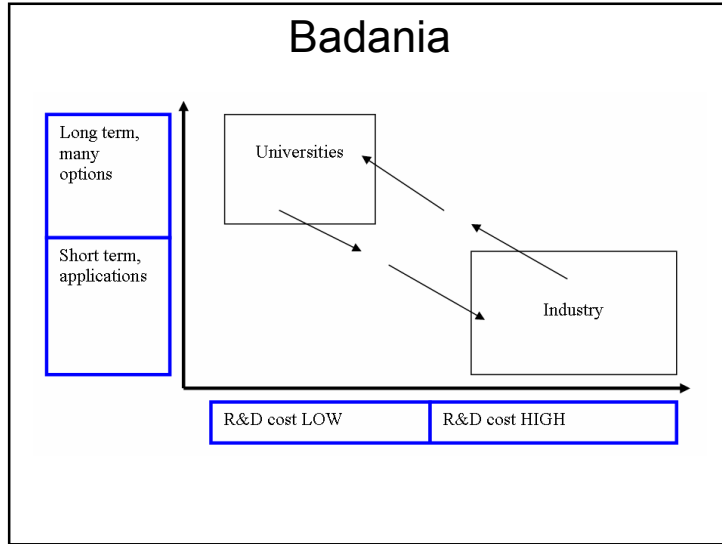 Badania
Long term,
many
options
Universities
Short term,
applications
Industry
R&D cost LOW
R&D cost HIGH